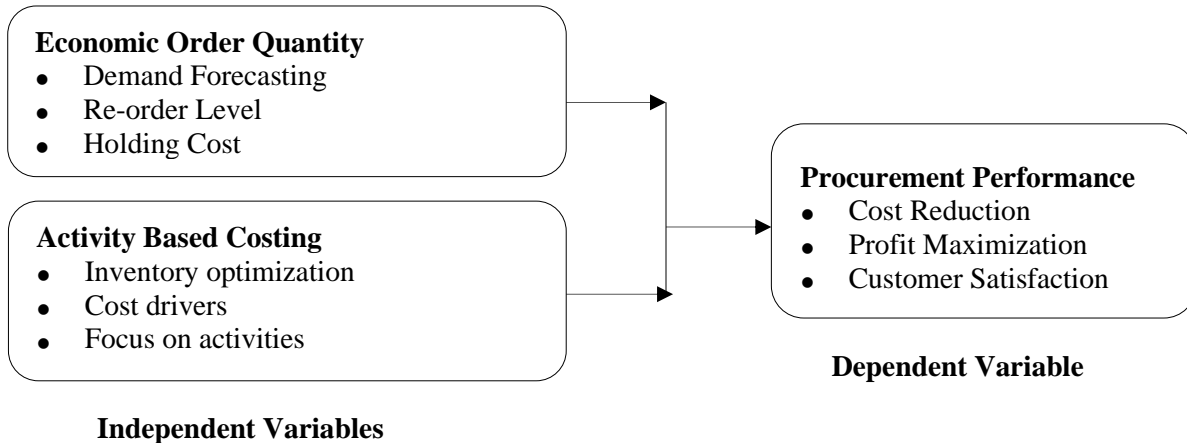 Economic Order Quantity
● Demand Forecasting
● Re-order Level
● Holding Cost
Activity Based Costing
● Inventory optimization
● Cost drivers
● Focus on activities
Independent Variables
Procurement Performance
● Cost Reduction
● Profit Maximization
● Customer Satisfaction
Dependent Variable